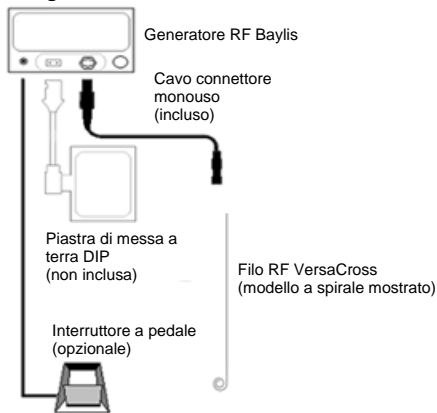 Generatore RF Baylis
Cavo connettore
monouso
(incluso)
Piastra di messa a
terra DIP
(non inclusa)
Filo RF VersaCross
(modello a spirale mostrato)
Interruttore a pedale
(opzionale)